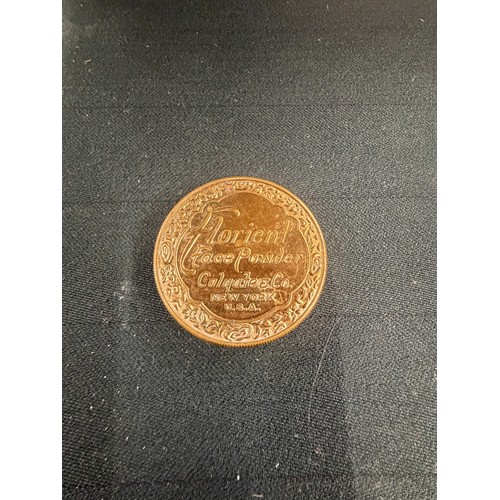 Florient
Face Powder
Colgate & Co.
NEW YORK
U.S.A.